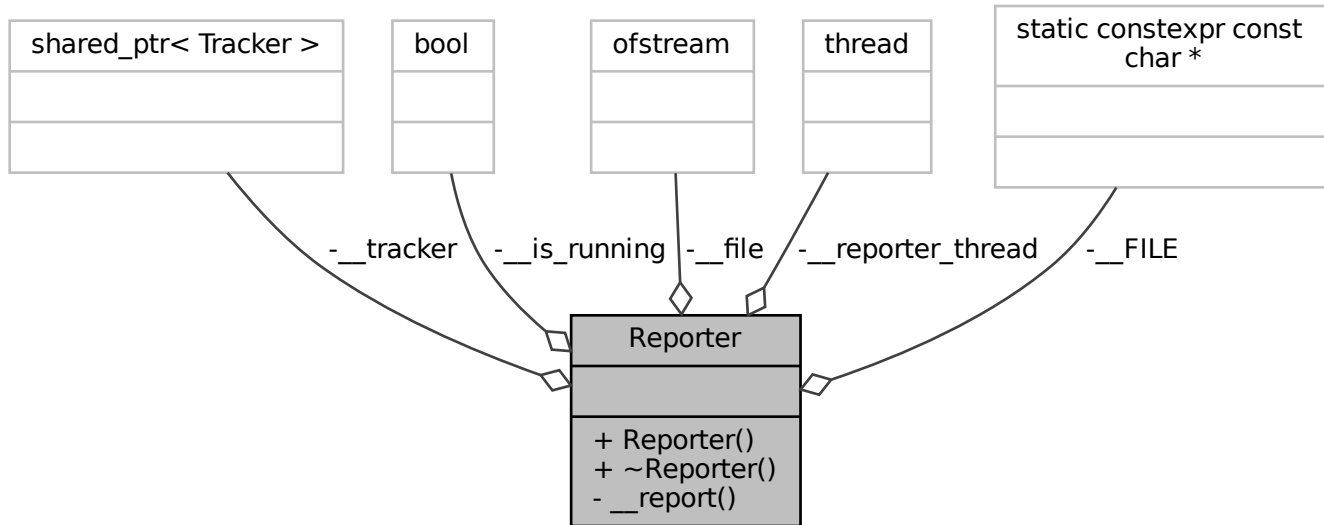 shared_ptr< Tracker >
bool
ofstream
thread
static constexpr const
char *
-__tracker
-__is_running
-__file
-__reporter_thread
-__FILE
Reporter
+ Reporter()
+ ~Reporter()
- __report()